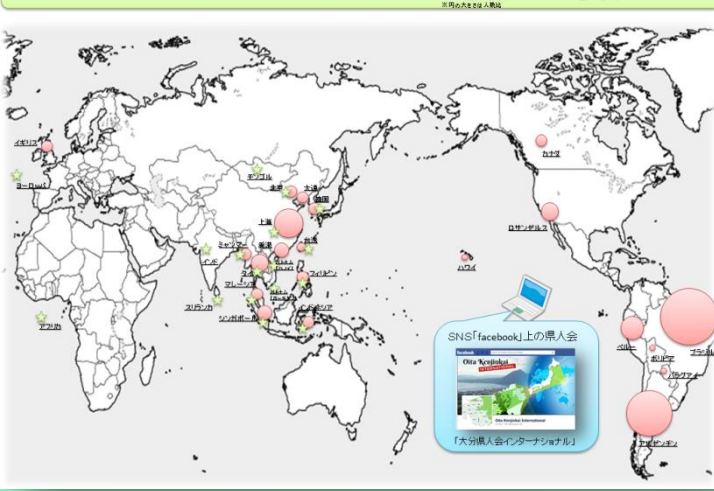 ※円の大きさは人数比
イギリス
ヨーロッパ
アフリカ
モンゴル
北京
大連
韓国
上海
ミャンマー
香港
台湾
インド
タイ
フィリピン
マレーシア
スリランカ
シンガポール
インドネシア
カナダ
ロサンゼルス
ハワイ
ペルー
ブラジル
ボリビア
パラグアイ
アルゼンチン
SNS「facebook」上の県人会
facebook
Oita Kenjinkai
INTERNATIONAL
Oita Kenjinkai International
「大分県人会インターナショナル」